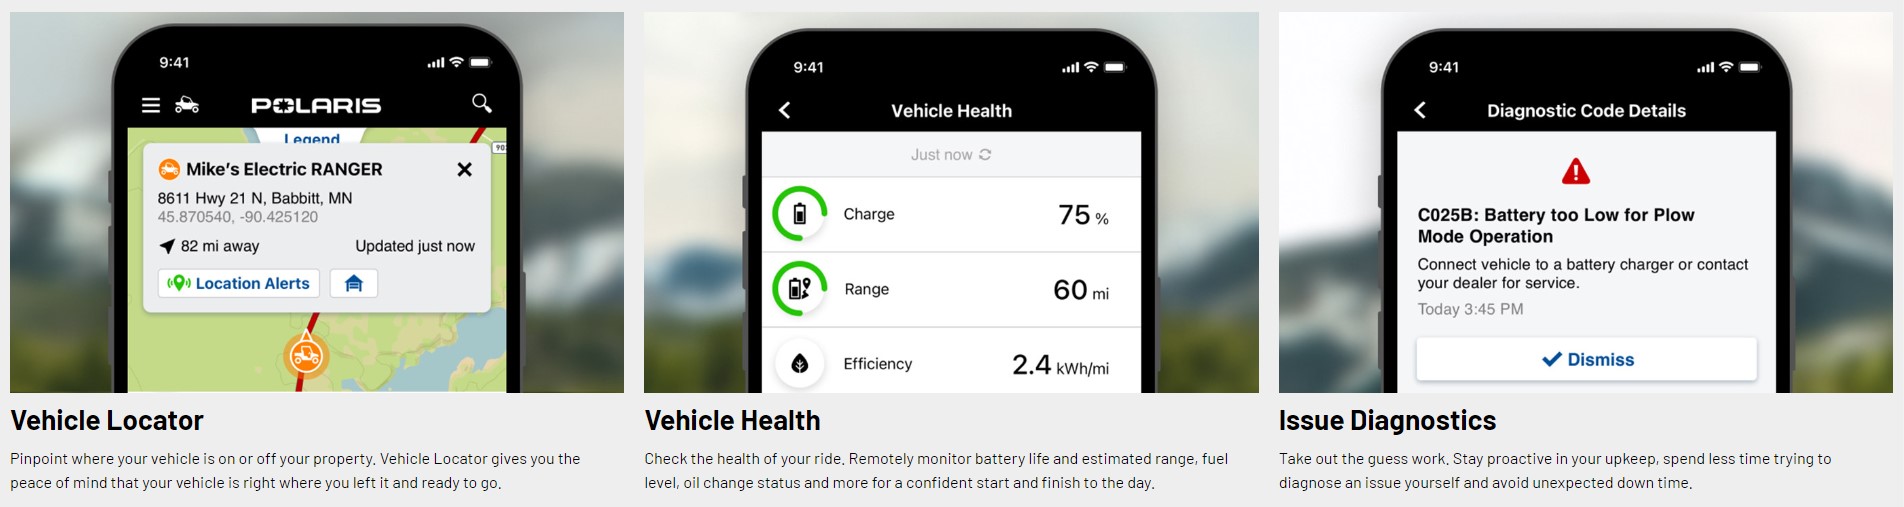 9:41
POLARIS
Legend
Mike's Electric RANGER
8611 Hwy 21 N, Babbitt, MN
45.870540, -90.425120
82 mi away
Updated just now
Location Alerts
Vehicle Locator
Pinpoint where your vehicle is on or off your property. Vehicle Locator gives you the
peace of mind that your vehicle is right where you left it and ready to go.
9:41
Vehicle Health
Just now
Charge
75 %
Range
60 mi
Efficiency
2.4 kWh/mi
Vehicle Health
Check the health of your ride. Remotely monitor battery life and estimated range, fuel
level, oil change status and more for a confident start and finish to the day.
9:41
Diagnostic Code Details
C025B: Battery too Low for Plow
Mode Operation
Connect vehicle to a battery charger or contact
your dealer for service.
Today 3:45 PM
Dismiss
Issue Diagnostics
Take out the guess work. Stay proactive in your upkeep, spend less time trying to
diagnose an issue yourself and avoid unexpected down time.